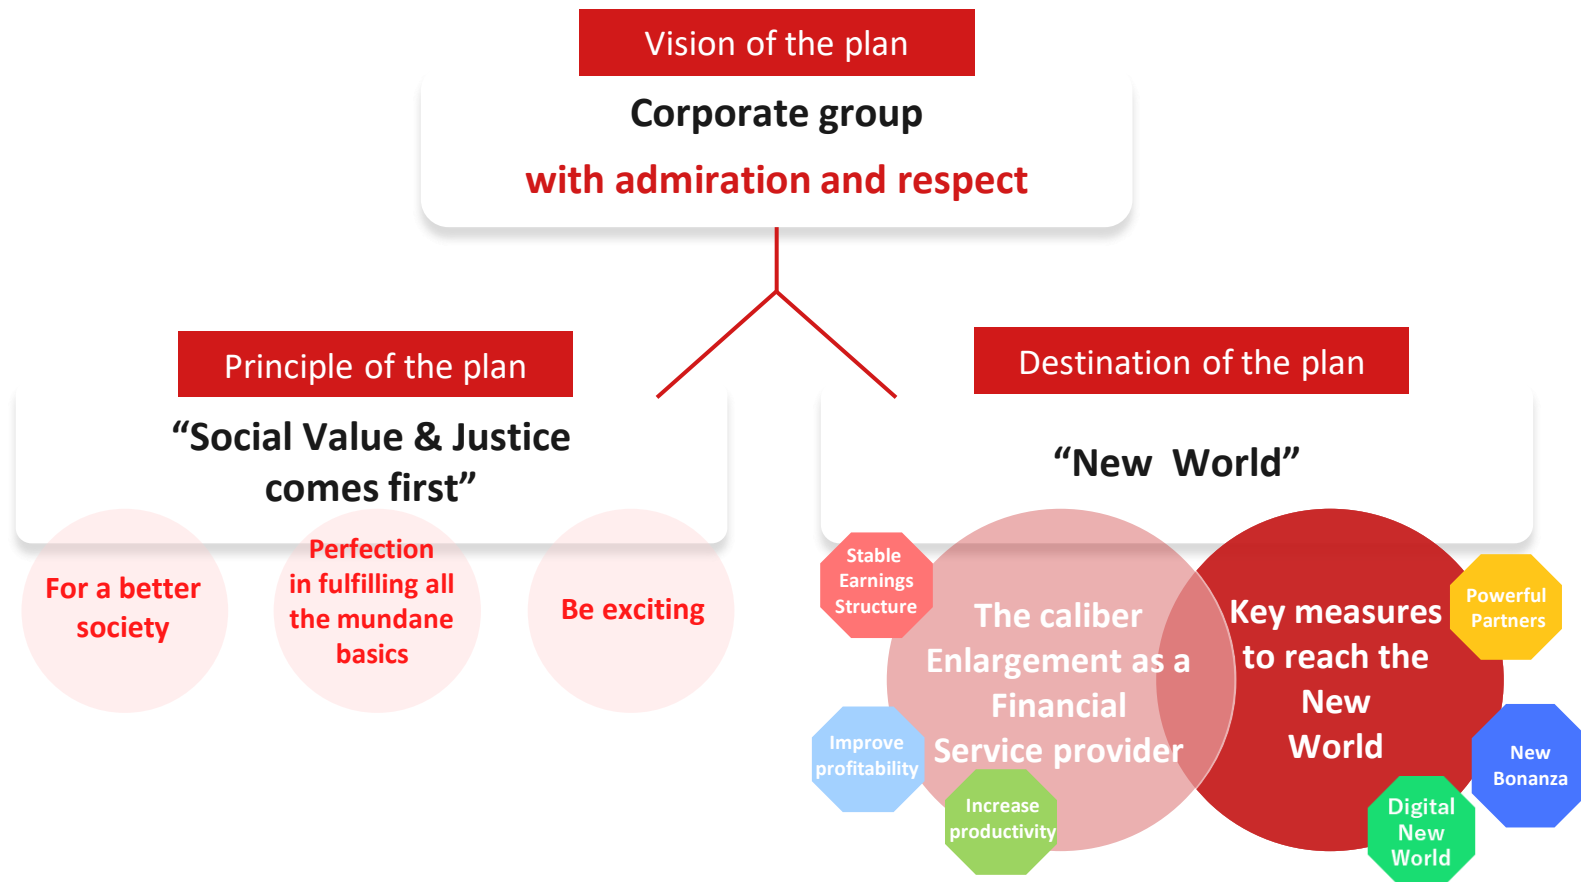 Vision of the plan
Corporate group
with admiration and respect
Principle of the plan
“Social Value & Justice
comes first”
For a better
society
Perfection
in fulfilling all
the mundane
basics
Be exciting
Destination of the plan
“New  World”
Stable
Earnings
Structure
The caliber
Enlargement as a
Financial
Service provider
Improve
profitability
Increase
productivity
Key measures
to reach the
New
World
Powerful
Partners
New
Bonanza
Digital
New
World